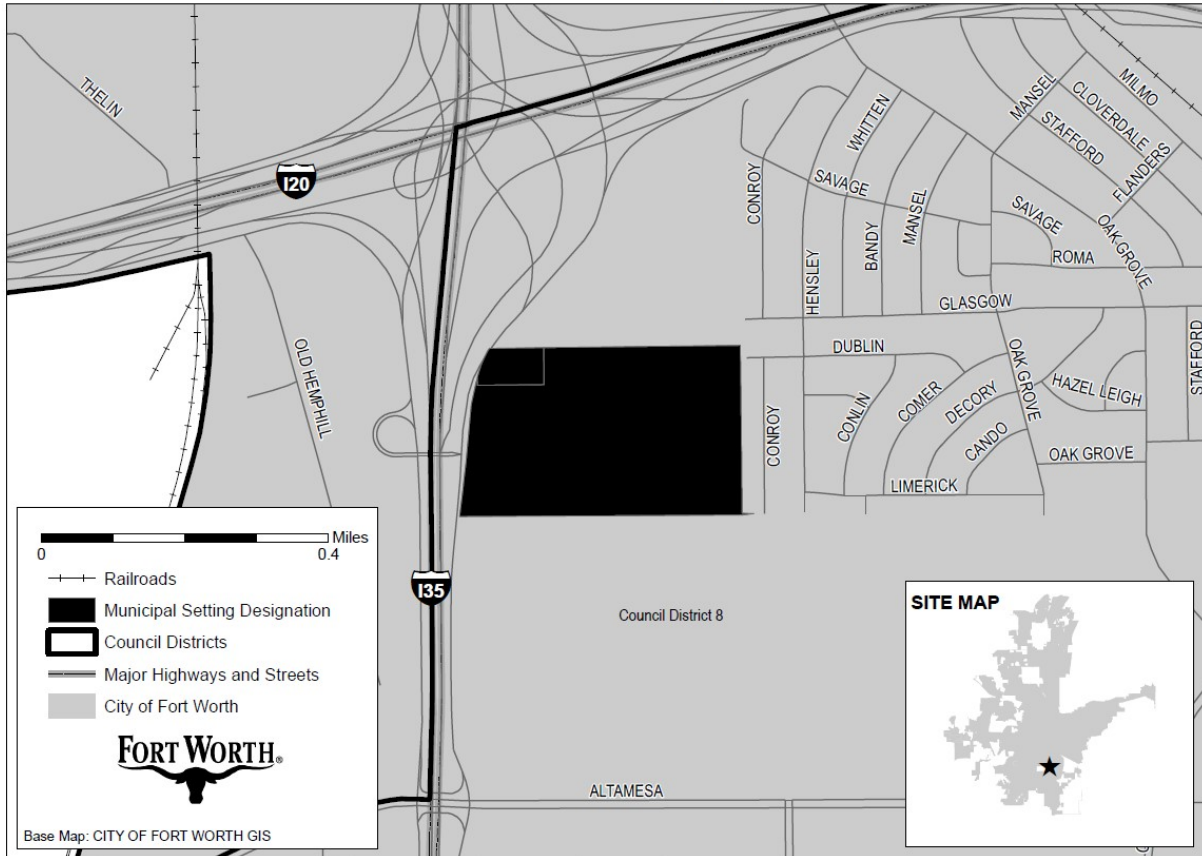 THELIN
I20
MILMO
MANSEL
CLOVERDALE
STAFFORD
FLANDERS
WHITTEN
SAVAGE
CONROY
HENSLEY
BANDY
MANSEL
SAVAGE
OAK GROVE
ROMA
GLASGOW
OLD HEMPHILL
DUBLIN
OAK GROVE
STAFFORD
HAZEL LEIGH
CONLIN
COMER
DECORY
CANDO
CONROY
OAK GROVE
LIMERICK
I35
Council District 8
ALTAMESA
Miles
0 0.4
Railroads
Municipal Setting Designation
Council Districts
Major Highways and Streets
City of Fort Worth
FORT WORTH®
Base Map: CITY OF FORT WORTH GIS
SITE MAP